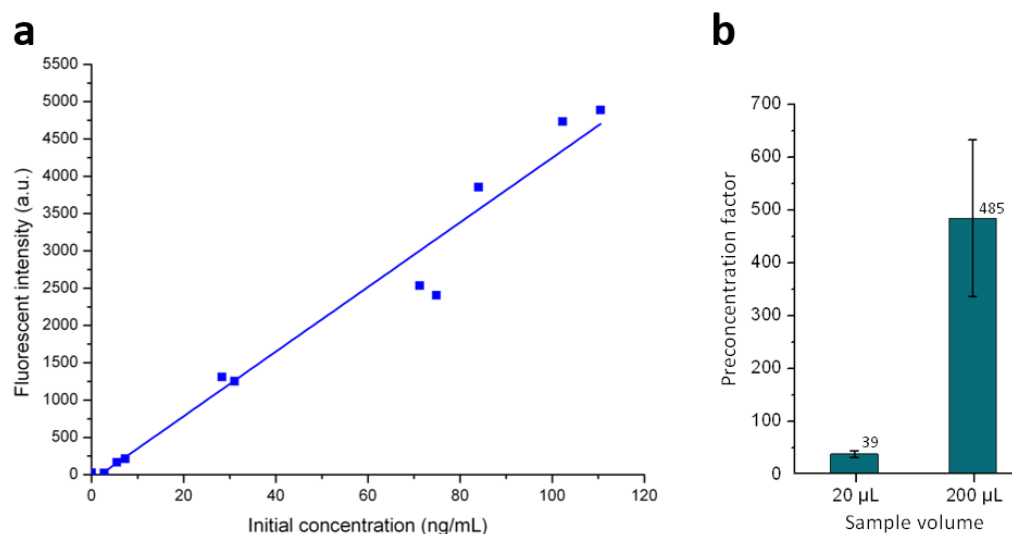 a
5500
5000
4500
4000
3500
3000
2500
2000
1500
1000
500
0
Fluorescent intensity (a.u.)
0 20 40 60 80 100 120
Initial concentration (ng/mL)
b
700
600
500
400
300
200
100
0
Preconcentration factor
39
485
20 µL 200 µL
Sample volume